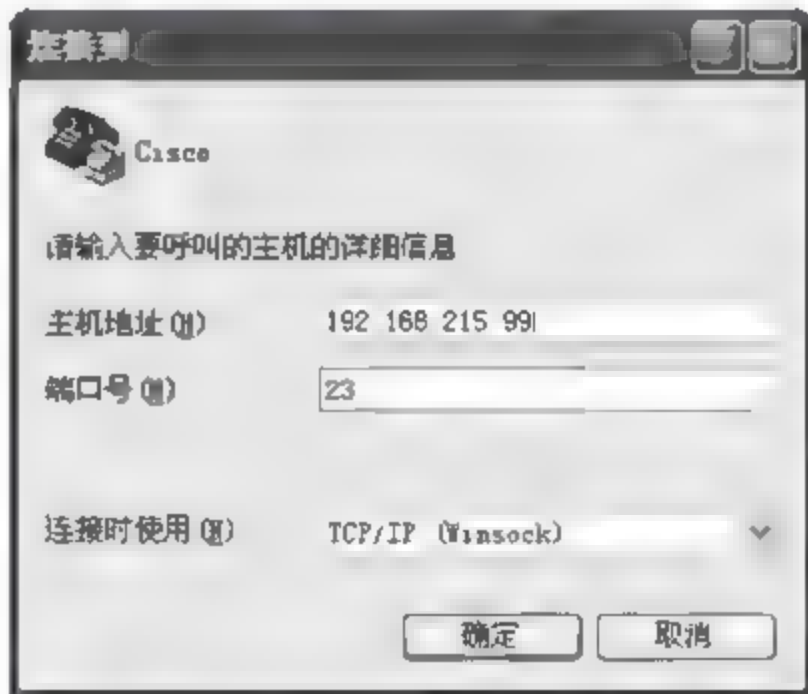 连接到
Cisco
请输入要呼叫的主机的详细信息
主机地址(H) 192 168 215 99
端口号(M) 23
连接时使用(N) TCP/IP (Winsock)
确定 取消